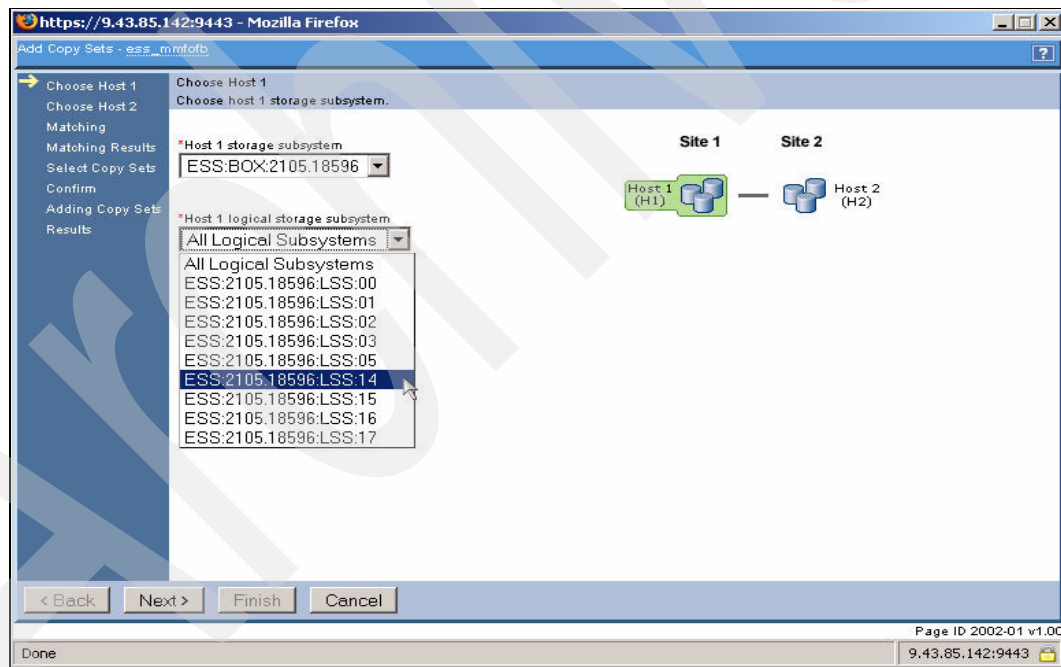 https://9.43.85.142:9443 - Mozilla Firefox
Add Copy Sets - ess_mmfofb
?
Choose Host 1
Choose Host 2
Matching
Matching Results
Select Copy Sets
Confirm
Adding Copy Sets
Results
Choose Host 1
Choose host 1 storage subsystem.
*Host 1 storage subsystem
ESS:BOX:2105.18596
*Host 1 logical storage subsystem
All Logical Subsystems
All Logical Subsystems
ESS:2105.18596:LSS:00
ESS:2105.18596:LSS:01
ESS:2105.18596:LSS:02
ESS:2105.18596:LSS:03
ESS:2105.18596:LSS:05
ESS:2105.18596:LSS:14
ESS:2105.18596:LSS:15
ESS:2105.18596:LSS:16
ESS:2105.18596:LSS:17
Site 1 Site 2
Host 1
(H1)
Host 2
(H2)
< Back Next > Finish Cancel
Page ID 2002-01 v1.00
Done 9.43.85.142:9443